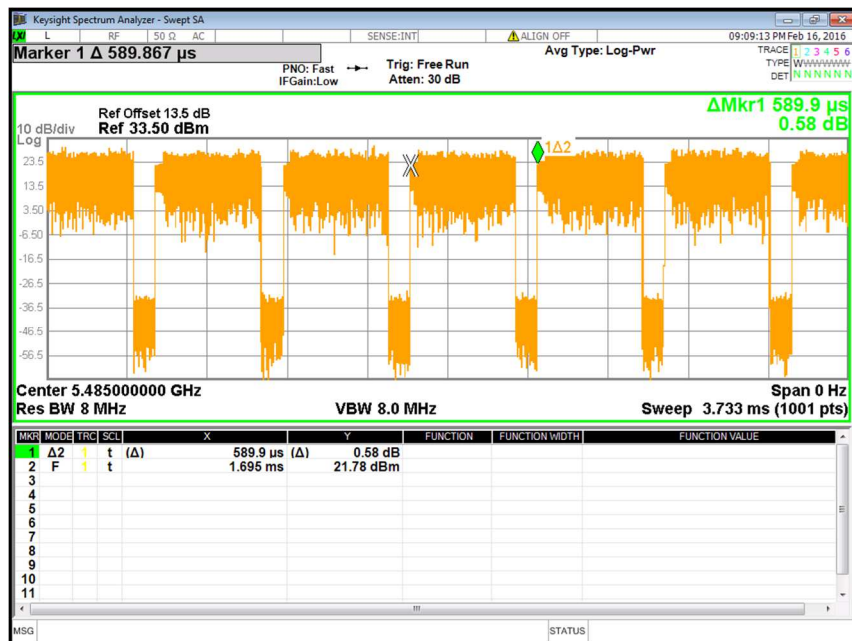 Keysight Spectrum Analyzer - Swept SA
LXI L RF 50 Ω AC SENSE:INT ALIGN OFF 09:09:13 PM Feb 16, 2016
Marker 1 Δ 589.867 µs
PNO: Fast
IFGain:Low
Trig: Free Run
Atten: 30 dB
Avg Type: Log-Pwr
TRACE 1 2 3 4 5 6
TYPE WWWWWW
DET N N N N N N
Ref Offset 13.5 dB
10 dB/div Ref 33.50 dBm
Log
ΔMkr1 589.9 µs
0.58 dB
1Δ2
23.5
13.5
3.50
-6.50
-16.5
-26.5
-36.5
-46.5
-56.5
Center 5.485000000 GHz Span 0 Hz
Res BW 8 MHz VBW 8.0 MHz Sweep 3.733 ms (1001 pts)
MKR MODE TRC SCL X Y FUNCTION FUNCTION WIDTH FUNCTION VALUE
1 Δ2 1 t (Δ) 589.9 µs (Δ) 0.58 dB
2 F 1 t 1.695 ms 21.78 dBm
3
4
5
6
7
8
9
10
11
MSG STATUS